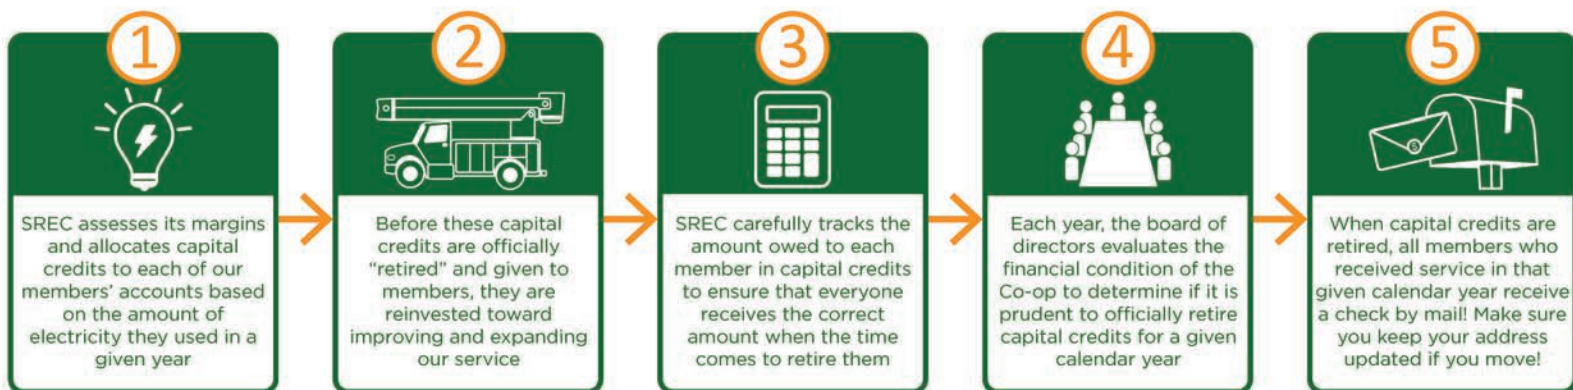 1
SREC assesses its margins
and allocates capital
credits to each of our
members' accounts based
on the amount of
electricity they used in a
given year
2
Before these capital
credits are officially
"retired" and given to
members, they are
reinvested toward
improving and expanding
our service
3
SREC carefully tracks the
amount owed to each
member in capital credits
to ensure that everyone
receives the correct
amount when the time
comes to retire them
4
Each year, the board of
directors evaluates the
financial condition of the
Co-op to determine if it is
prudent to officially retire
capital credits for a given
calendar year
5
$
When capital credits are
retired, all members who
received service in that
given calendar year receive
a check by mail! Make sure
you keep your address
updated if you move!